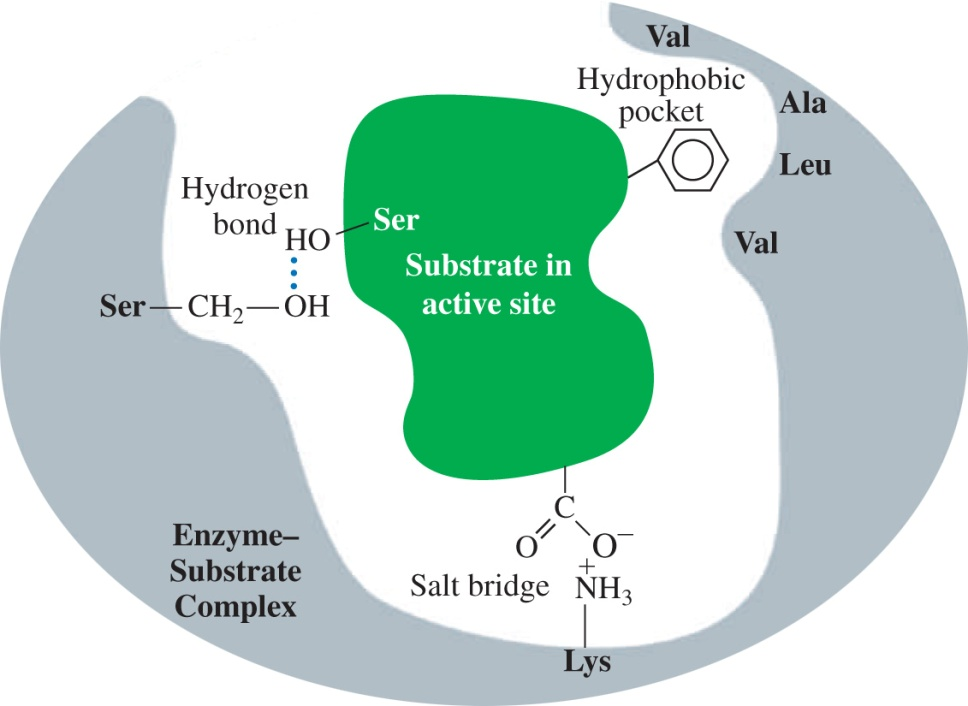 Val
Hydrophobic
pocket
Ala
Leu
Val
Hydrogen
bond
HO
Ser
Substrate in
active site
Ser—CH₂—OH
C
O
O⁻
+
Salt bridge
NH₃
Lys
Enzyme–
Substrate
Complex